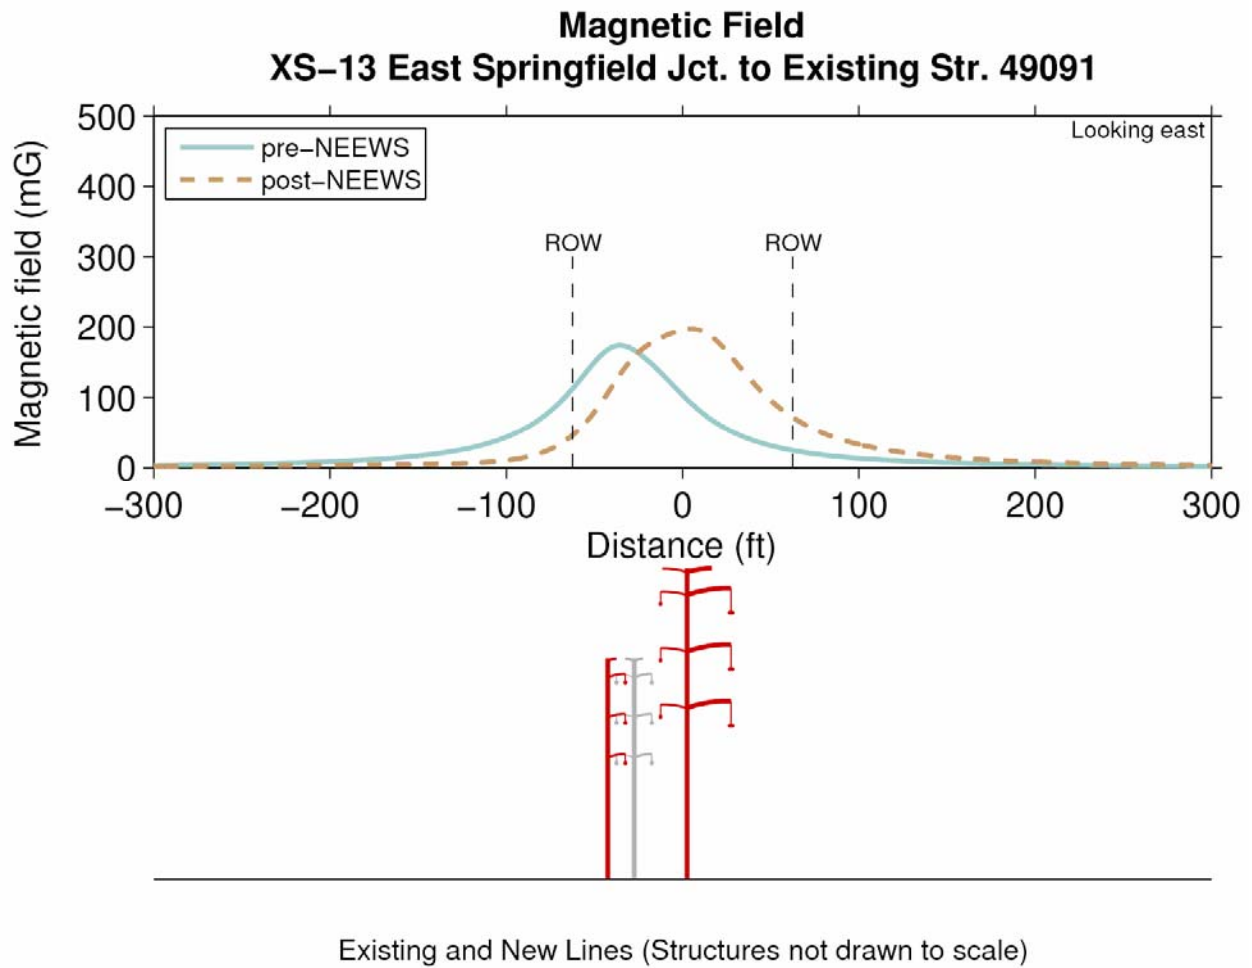 Magnetic Field
XS−13 East Springfield Jct. to Existing Str. 49091
Magnetic field (mG)
500
400
300
200
100
0
pre−NEEWS
post−NEEWS
Looking east
ROW
ROW
−300
−200
−100
0
100
200
300
Distance (ft)
Existing and New Lines (Structures not drawn to scale)